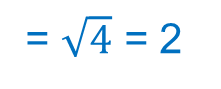 = √4 = 2